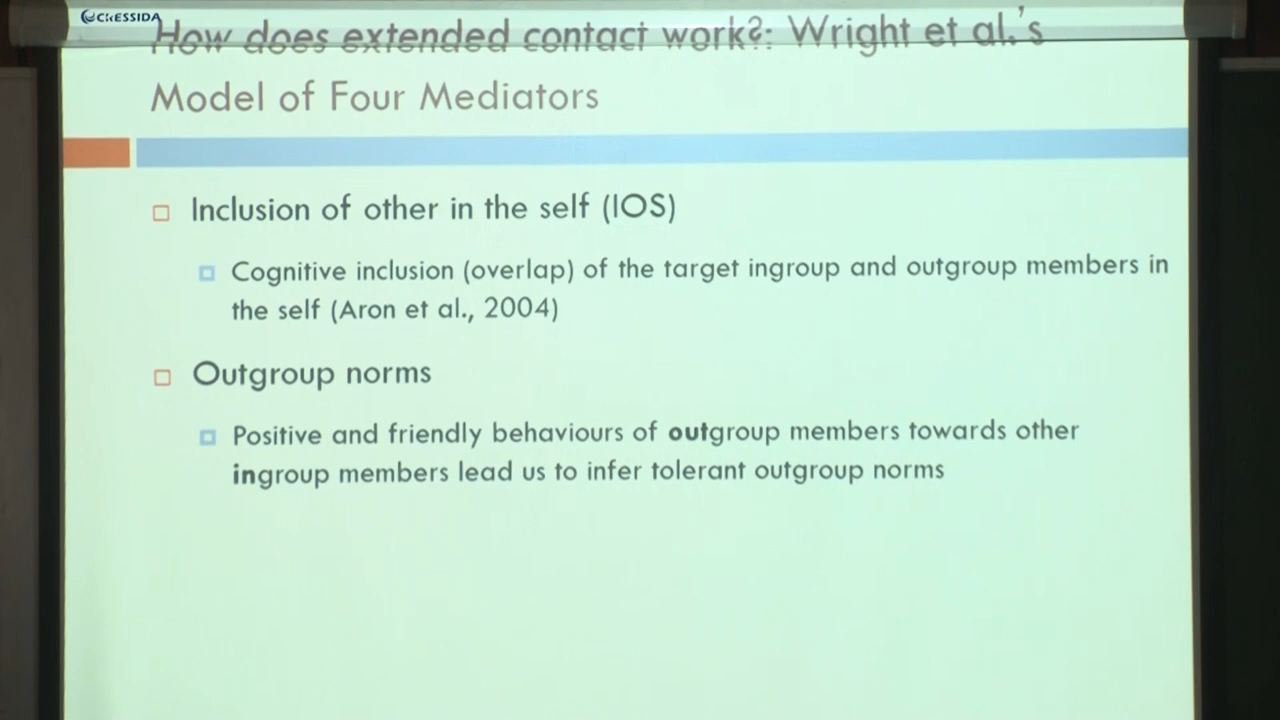 CRESSIDA
How does extended contact work?: Wright et al.'s
Model of Four Mediators
Inclusion of other in the self (IOS)
Cognitive inclusion (overlap) of the target ingroup and outgroup members in
the self (Aron et al., 2004)
Outgroup norms
Positive and friendly behaviours of outgroup members towards other
ingroup members lead us to infer tolerant outgroup norms